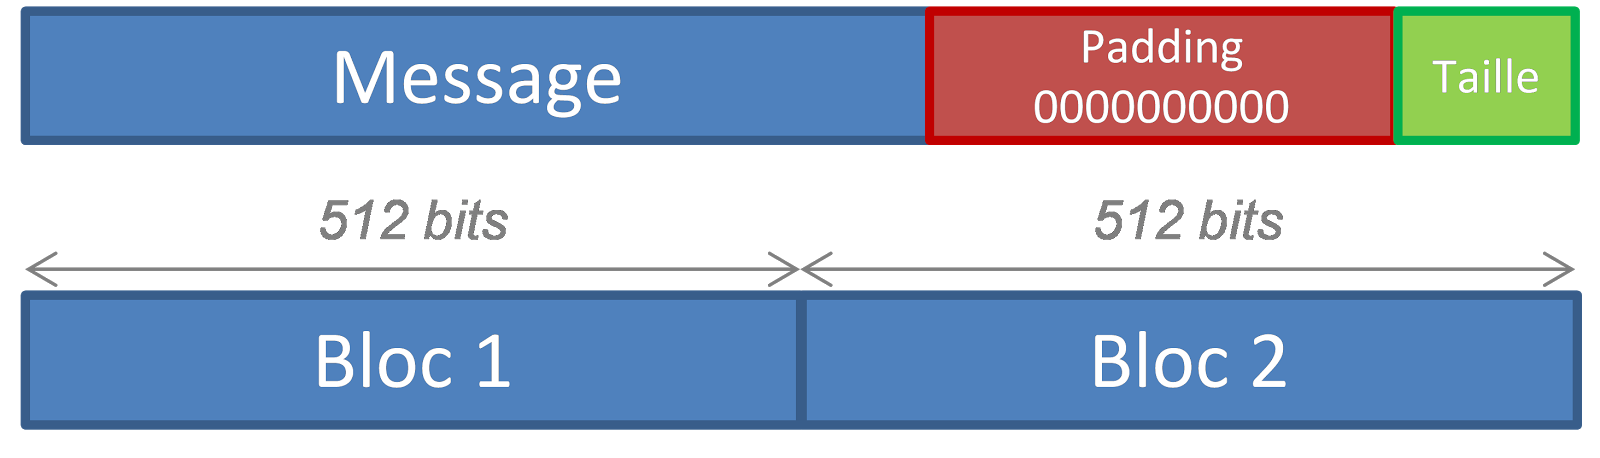 Message
Padding
0000000000
Taille
512 bits
512 bits
Bloc 1
Bloc 2